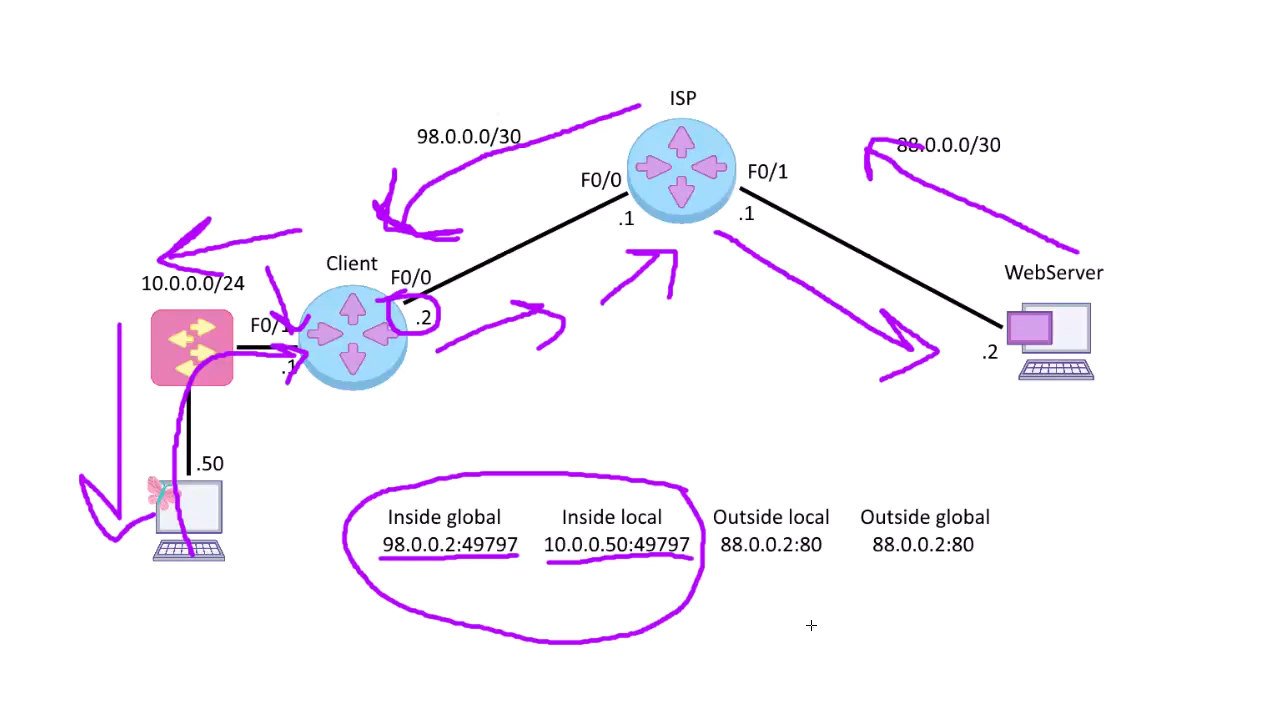 ISP
98.0.0.0/30
88.0.0.0/30
F0/0
F0/1
.1
.1
Client
F0/0
WebServer
10.0.0.0/24
F0/1
.2
.1
.2
.50
Inside global
Inside local
Outside local
Outside global
98.0.0.2:49797
10.0.0.50:49797
88.0.0.2:80
88.0.0.2:80